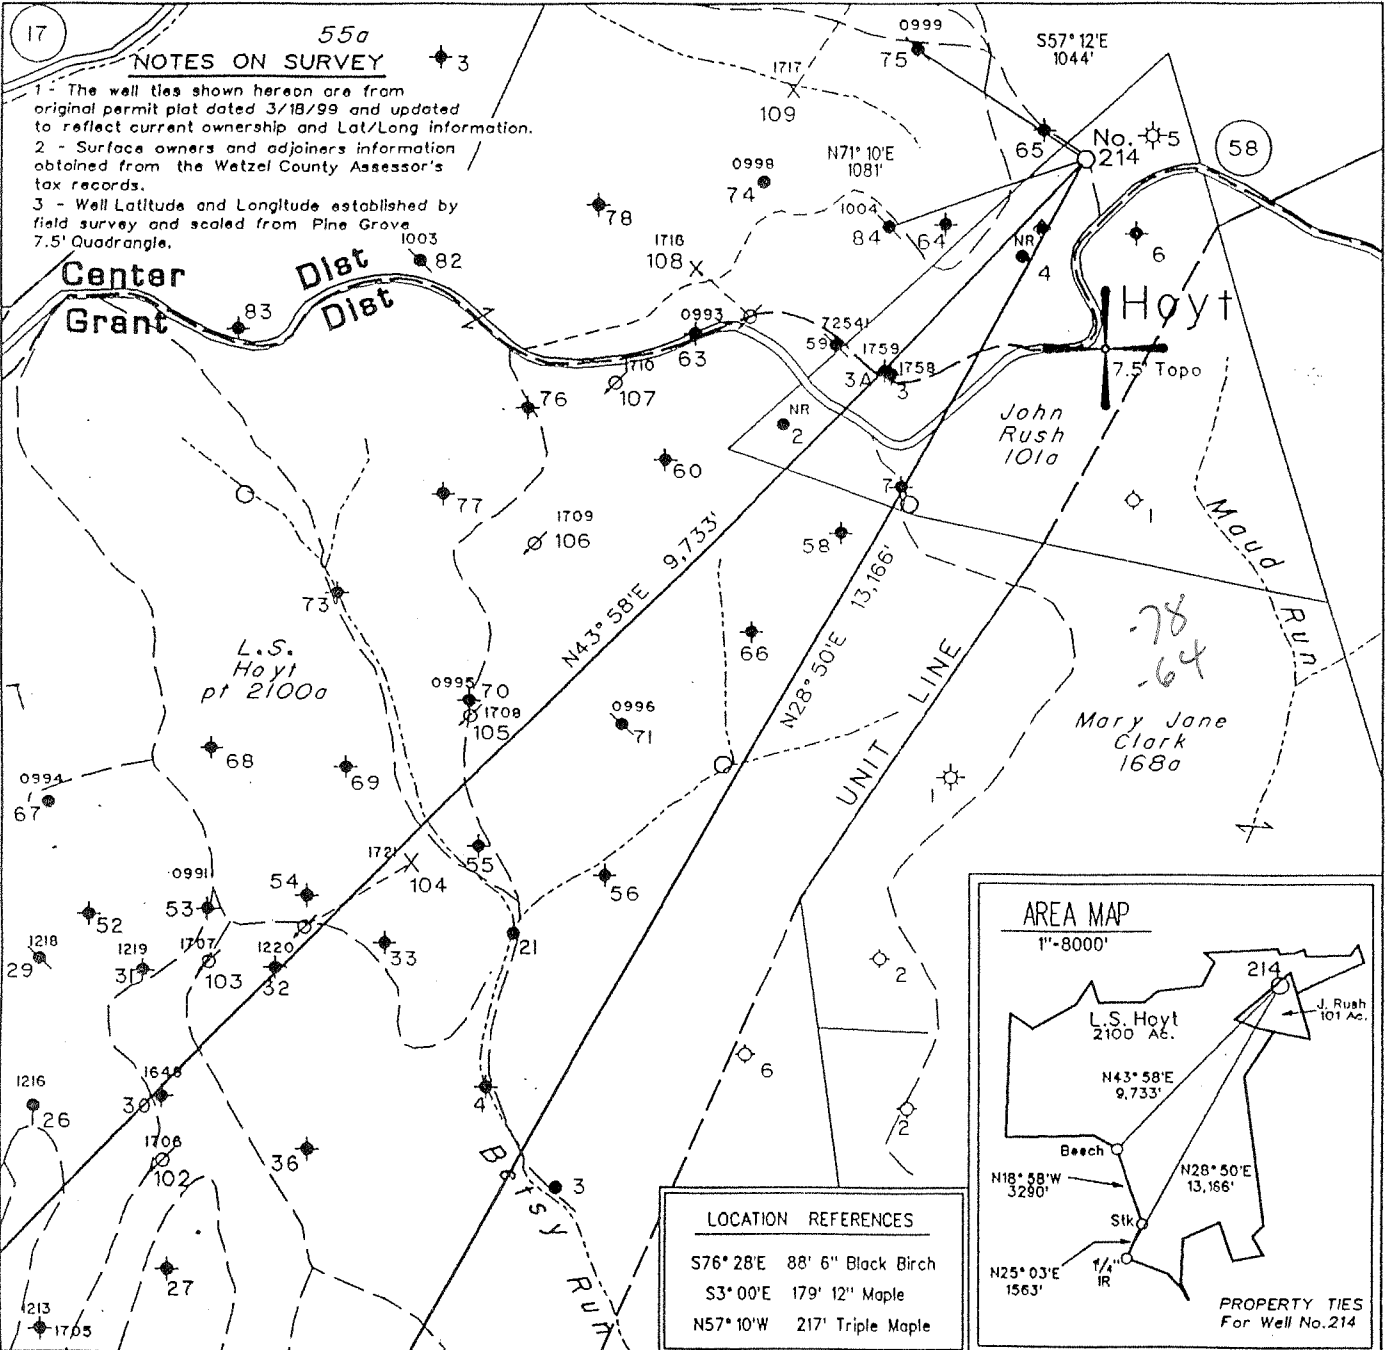 17
55a
NOTES ON SURVEY
1 - The well ties shown hereon are from
original permit plat dated 3/18/99 and updated
to reflect current ownership and Lat/Long information.
2 - Surface owners and adjoiners information
obtained from the Wetzel County Assessor's
tax records.
3 - Well Latitude and Longitude established by
field survey and scaled from Pine Grove
7.5' Quadrangle.
3
0999
75
S57° 12'E
1044'
1717
109
65
No.
214
5
58
0998
74
N71° 10'E
1081'
78
1004
84
64
NR
4
6
1003
82
1718
108
Center Dist
Grant Dist
83
0993
63
72541
59
1759
3A
1758
3
Hoyt
7.5' Topo
1710
107
76
NR
2
John
Rush
101a
60
77
7
1
1709
106
58
Maud Run
73
N43° 58'E 9,733'
N28° 50'E 13,166'
66
-78
-64
L.S.
Hoyt
pt 2100a
0995
70
1708
105
0996
71
UNIT LINE
Mary Jane
Clark
168a
68
69
1
0994
67
55
1721
104
56
0991
53
54
52
21
33
1218
29
1219
31
1707
103
1220
32
2
6
1648
30
1216
26
4
2
1706
102
36
Betsy Run
3
27
1213
1705
LOCATION REFERENCES
S76° 28'E 88' 6" Black Birch
S3° 00'E 179' 12" Maple
N57° 10'W 217' Triple Maple
AREA MAP
1"-8000'
214
L.S. Hoyt
2100 Ac.
J. Rush
101 Ac.
N43° 58'E
9,733'
Beech
N18° 58'W
3290'
N28° 50'E
13,166'
Stk
N25° 03'E
1563'
1/4"
IR
PROPERTY TIES
For Well No.214